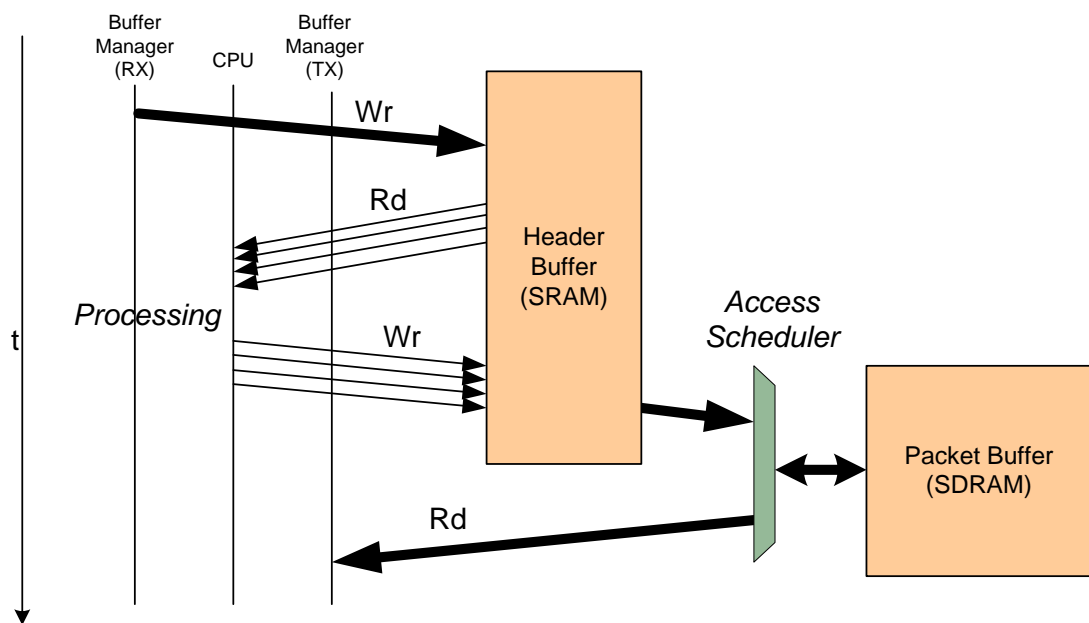 Buffer
Manager
(RX)
CPU
Buffer
Manager
(TX)
Wr
Rd
Header
Buffer
(SRAM)
Processing
Access
Scheduler
t
Wr
Packet Buffer
(SDRAM)
Rd